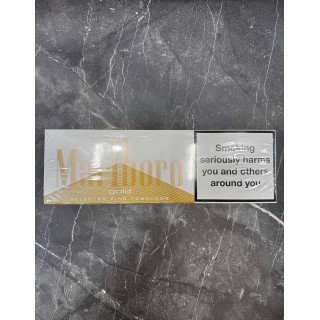 Marlboro
gold
SELECTED FINE TOBACCOS
Smoking
seriously harms
you and others
around you